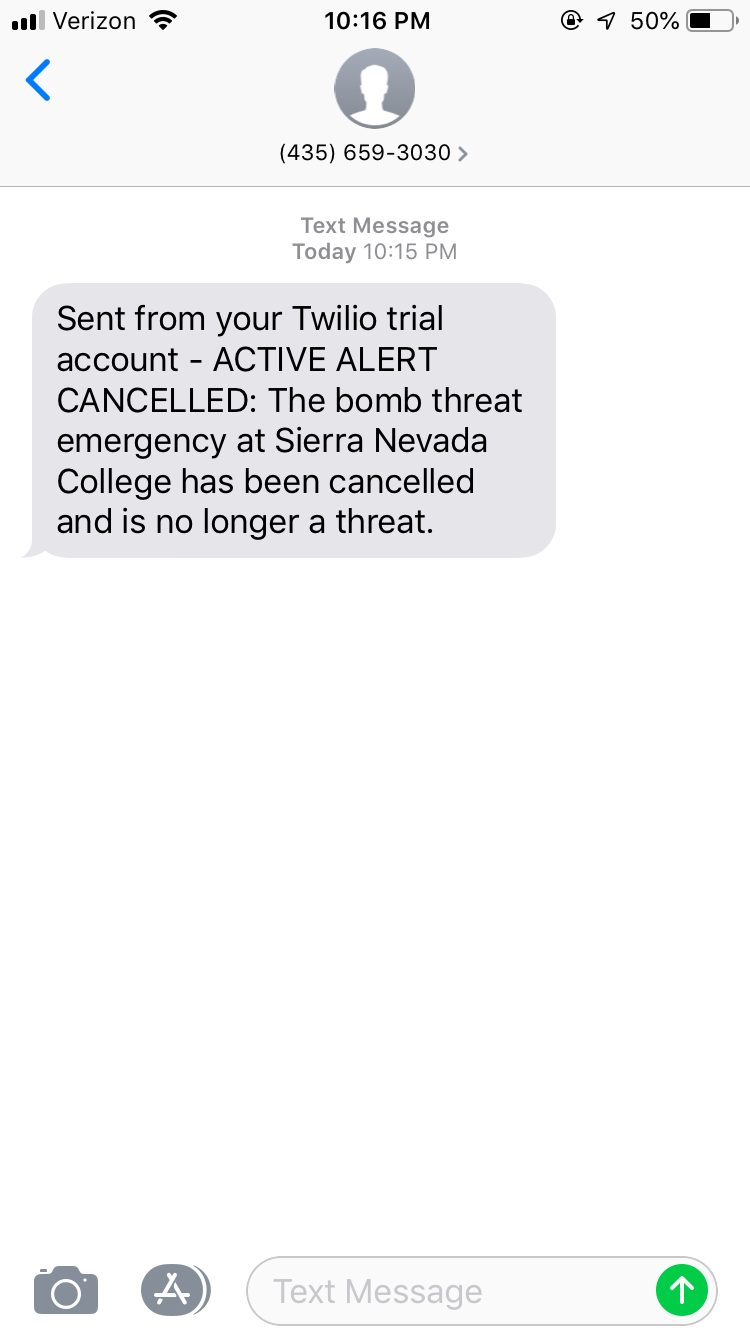 Verizon 10:16 PM 50%
(435) 659-3030
Text Message
Today 10:15 PM
Sent from your Twilio trial
account - ACTIVE ALERT
CANCELLED: The bomb threat
emergency at Sierra Nevada
College has been cancelled
and is no longer a threat.
Text Message